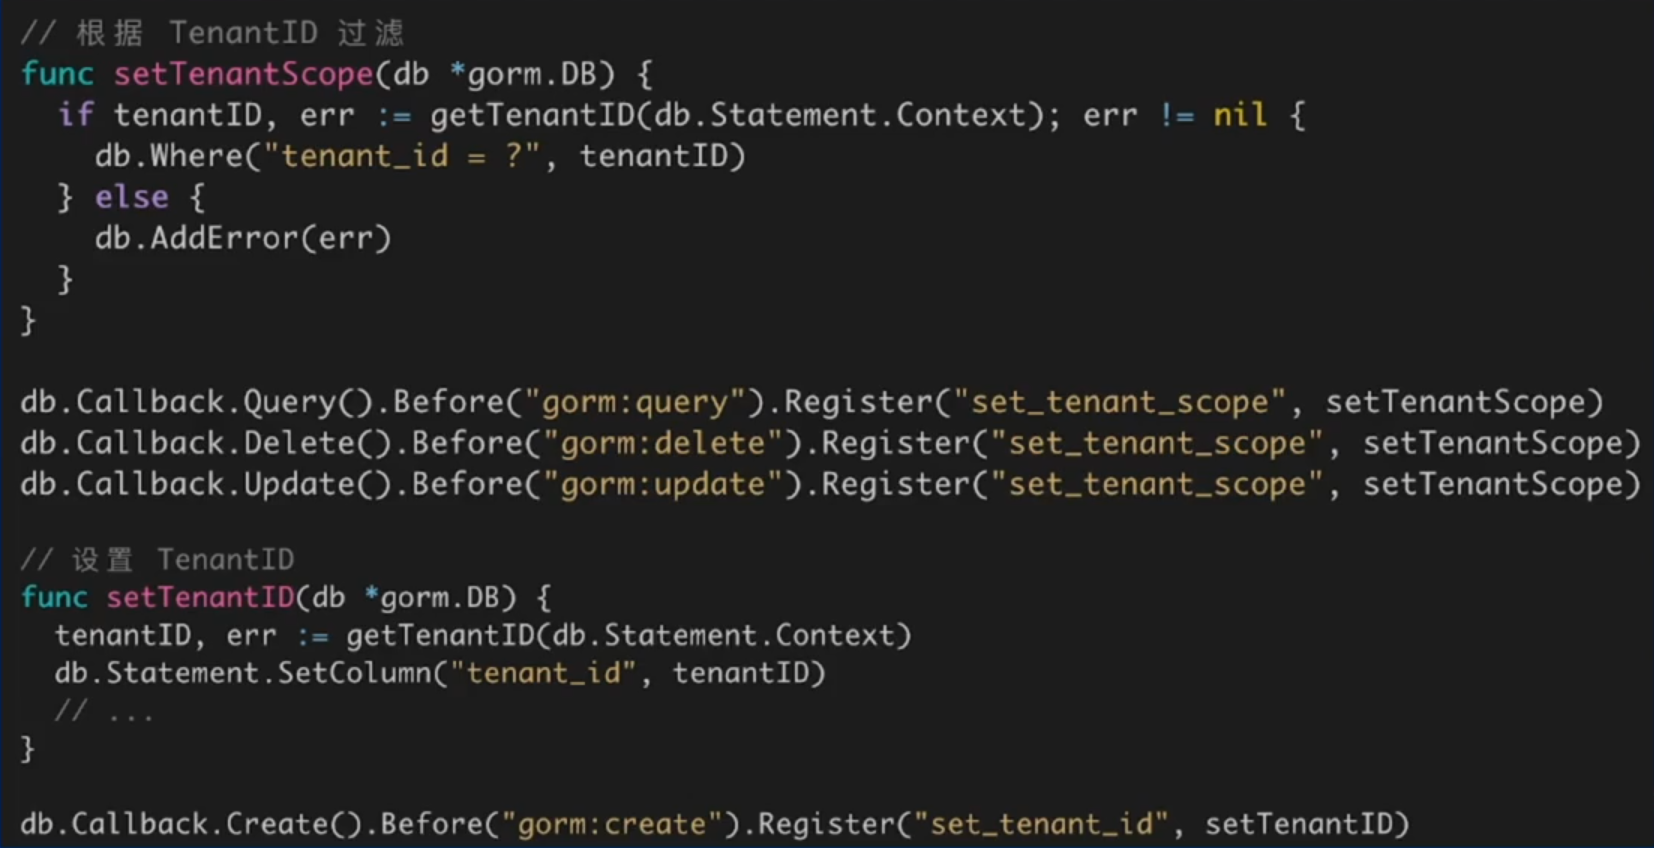 // 根据 TenantID 过滤
func setTenantScope(db *gorm.DB) {
  if tenantID, err := getTenantID(db.Statement.Context); err != nil {
    db.Where("tenant_id = ?", tenantID)
  } else {
    db.AddError(err)
  }
}
db.Callback.Query().Before("gorm:query").Register("set_tenant_scope", setTenantScope)
db.Callback.Delete().Before("gorm:delete").Register("set_tenant_scope", setTenantScope)
db.Callback.Update().Before("gorm:update").Register("set_tenant_scope", setTenantScope)
// 设置 TenantID
func setTenantID(db *gorm.DB) {
  tenantID, err := getTenantID(db.Statement.Context)
  db.Statement.SetColumn("tenant_id", tenantID)
  // ...
}
db.Callback.Create().Before("gorm:create").Register("set_tenant_id", setTenantID)